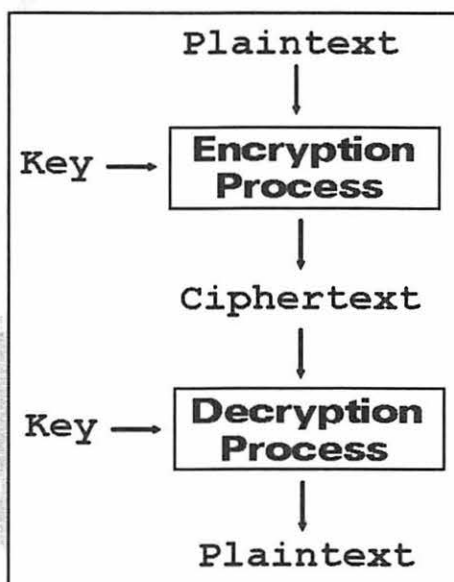 Plaintext
Key
Encryption
Process
Ciphertext
Key
Decryption
Process
Plaintext